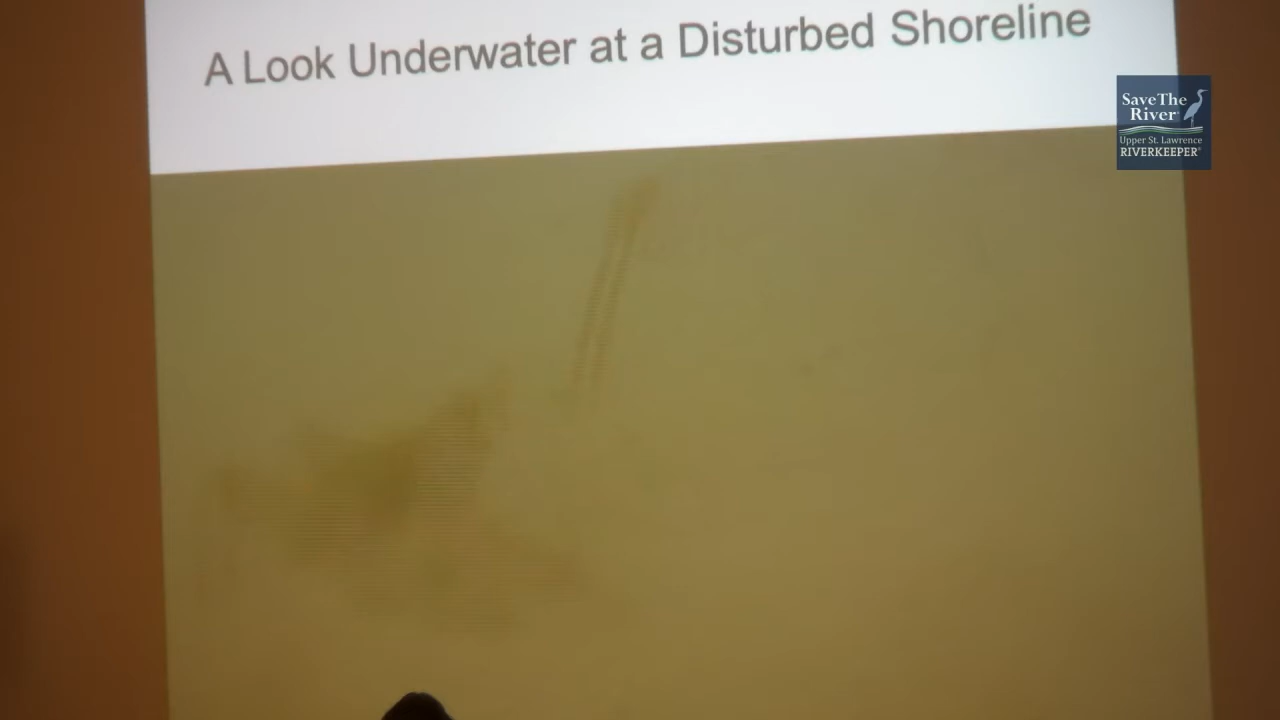 A Look Underwater at a Disturbed Shoreline
Save The
River
Upper St. Lawrence
RIVERKEEPER®